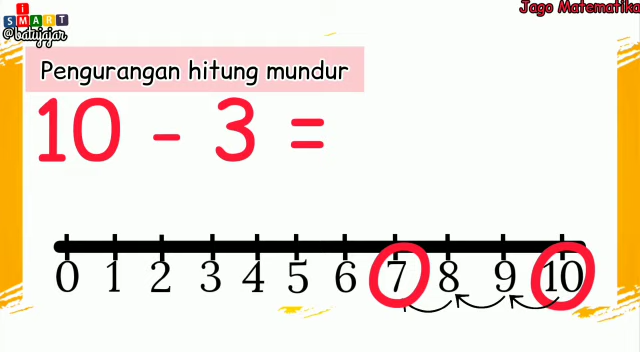 i
SMART
@batujajar
Jago Matematika
Pengurangan hitung mundur
10 - 3 =
0 1 2 3 4 5 6 7 8 9 10